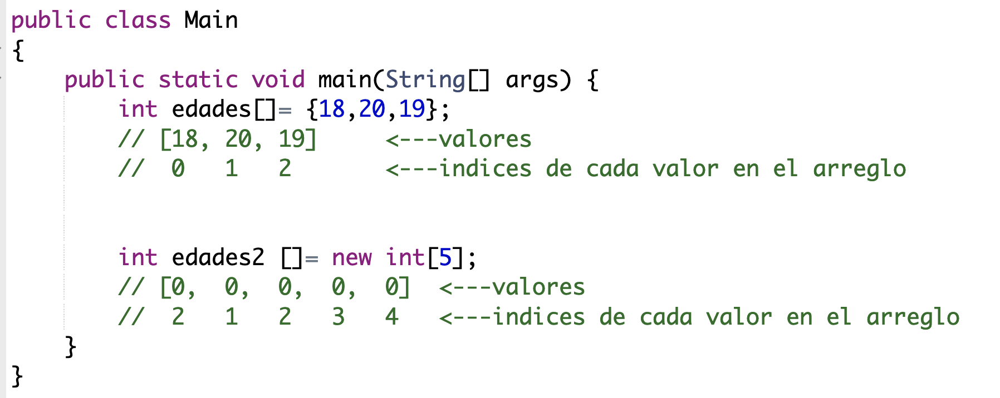 public class Main
{
    public static void main(String[] args) {
        int edades[]= {18,20,19};
        // [18, 20, 19]     <---valores
        //  0   1   2       <---indices de cada valor en el arreglo
        int edades2 []= new int[5];
        // [0,  0,  0,  0,  0]  <---valores
        //  2   1   2   3   4   <---indices de cada valor en el arreglo
    }
}